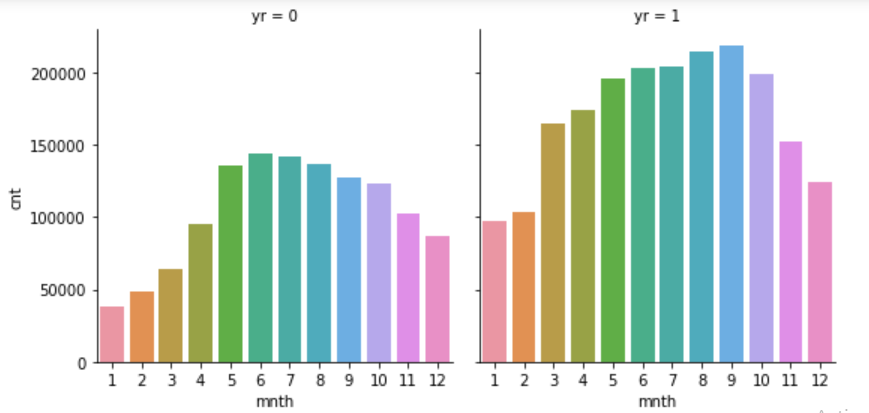 yr = 0 yr = 1
200000
150000
100000
50000
0
cnt
1 2 3 4 5 6 7 8 9 10 11 12 1 2 3 4 5 6 7 8 9 10 11 12
mnth mnth